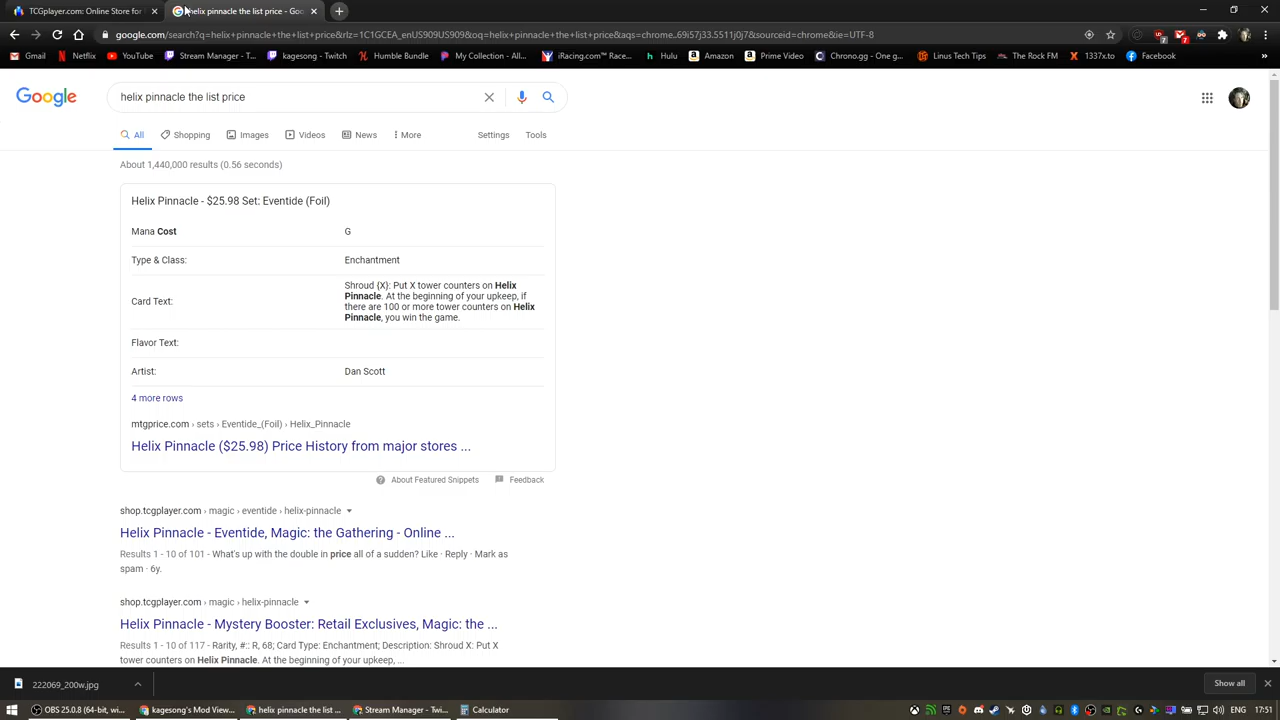 TCGplayer.com: Online Store for
helix pinnacle the list price - Goo
google.com/search?q=helix+pinnacle+the+list+price&rlz=1C1GCEA_enUS909US909&oq=helix+pinnacle+the+list+price&aqs=chrome..69i57j33.5511j0j7&sourceid=chrome&ie=UTF-8
Gmail
Netflix
YouTube
Stream Manager - T...
kagesong - Twitch
Humble Bundle
My Collection - All...
iRacing.com™ Race...
Hulu
Amazon
Prime Video
Chrono.gg - One g...
Linus Tech Tips
The Rock FM
1337x.to
Facebook
Google
helix pinnacle the list price
All
Shopping
Images
Videos
News
More
Settings
Tools
About 1,440,000 results (0.56 seconds)
Helix Pinnacle - $25.98 Set: Eventide (Foil)
Mana Cost
G
Type & Class:
Enchantment
Card Text:
Shroud {X}: Put X tower counters on Helix
Pinnacle. At the beginning of your upkeep, if
there are 100 or more tower counters on Helix
Pinnacle, you win the game.
Flavor Text:
Artist:
Dan Scott
4 more rows
mtgprice.com › sets › Eventide_(Foil) › Helix_Pinnacle
Helix Pinnacle ($25.98) Price History from major stores ...
About Featured Snippets
Feedback
shop.tcgplayer.com › magic › eventide › helix-pinnacle
Helix Pinnacle - Eventide, Magic: the Gathering - Online ...
Results 1 - 10 of 101 - What's up with the double in price all of a sudden? Like · Reply · Mark as
spam · 6y.
shop.tcgplayer.com › magic › helix-pinnacle
Helix Pinnacle - Mystery Booster: Retail Exclusives, Magic: the ...
Results 1 - 10 of 117 - Rarity, #:: R, 68; Card Type: Enchantment; Description: Shroud X: Put X
tower counters on Helix Pinnacle. At the beginning of your upkeep, ...
222069_200w.jpg
Show all
OBS 25.0.8 (64-bit, wi...
kagesong's Mod View...
helix pinnacle the list ...
Stream Manager - Twi...
Calculator
ENG
17:51